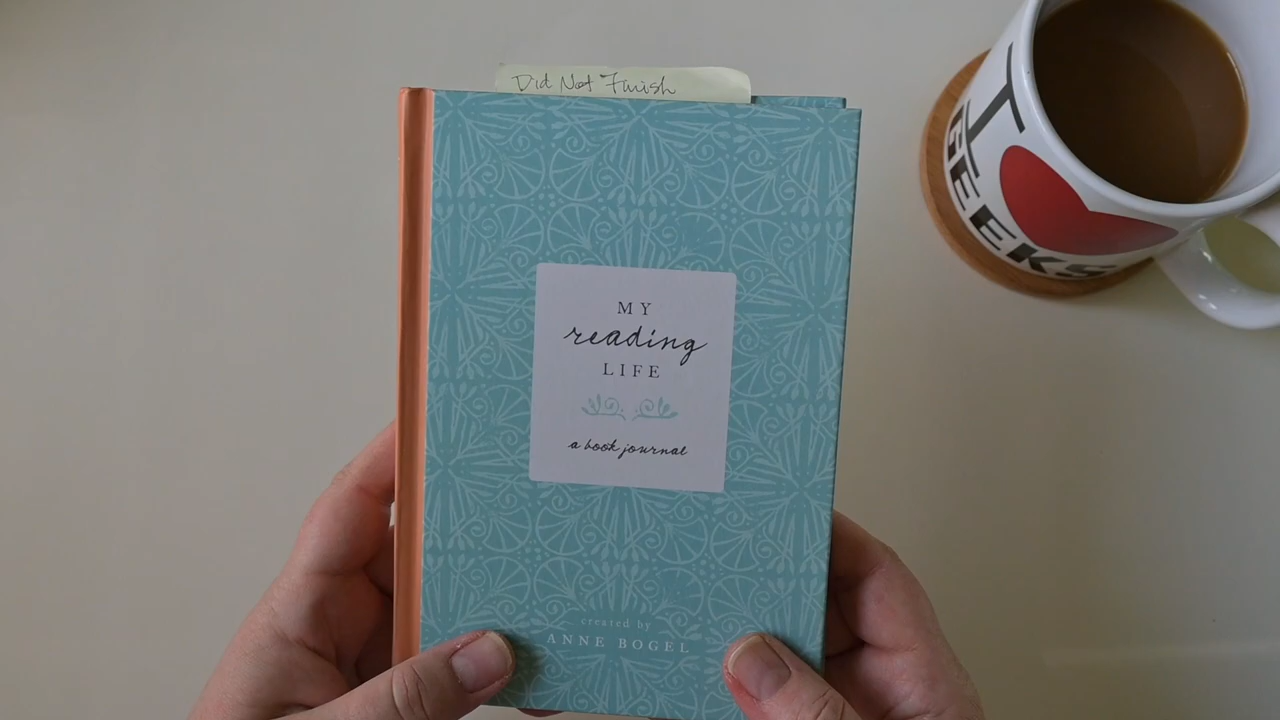 Did Not Finish
MY
reading
LIFE
a book journal
created by
ANNE BOGEL
I
GEEKS